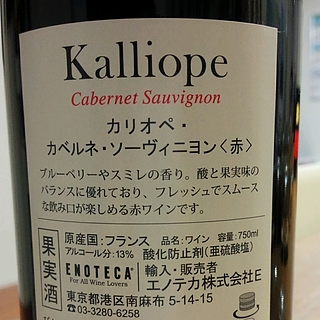 Kalliope
Cabernet Sauvignon
カリオペ・
カベルネ・ソーヴィニヨン〈赤〉
ブルーベリーやスミレの香り。酸と果実味の
バランスに優れており、フレッシュでスムース
な飲み口が楽しめる赤ワインです。
果実酒
原産国：フランス 品名：ワイン 容量：750ml
アルコール分：13% 酸化防止剤(亜硫酸塩)
ENOTECA
For All Wine Lovers
輸入・販売者
エノテカ株式会社E
東京都港区南麻布 5-14-15
☎03-3280-6258